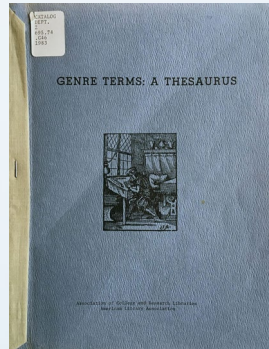 CATALOG
DEPT.
Z
695.74
.G46
1983
GENRE TERMS: A THESAURUS
Association of College and Research Libraries
American Library Association